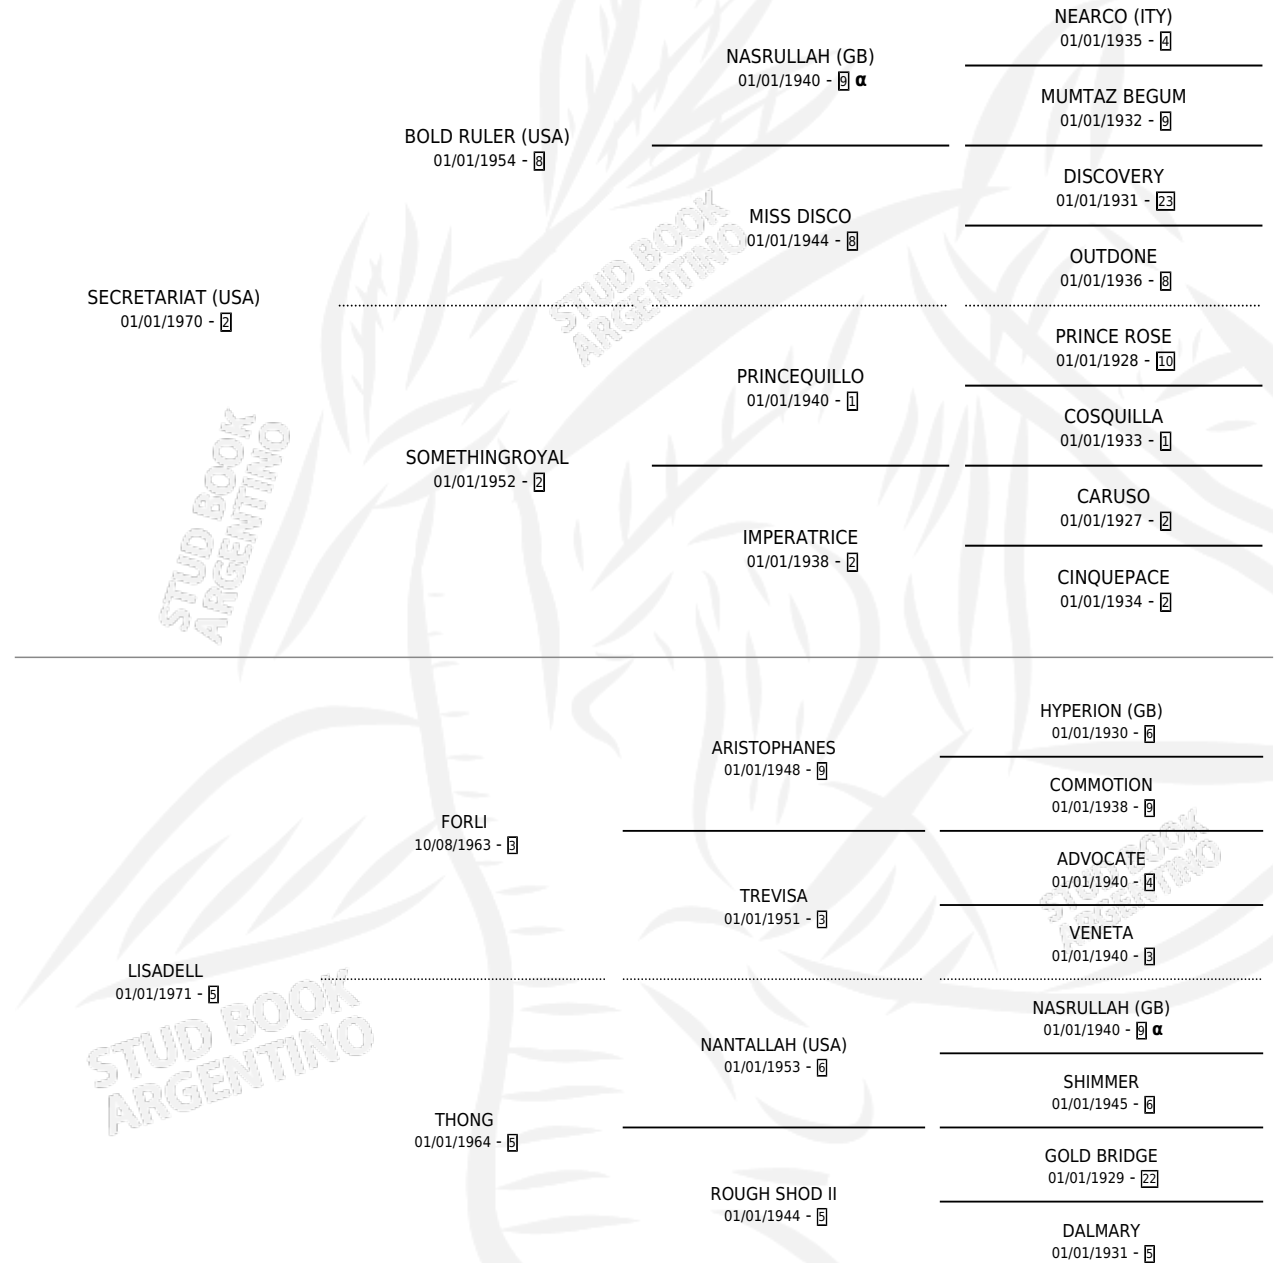 NEARCO (ITY)
01/01/1935 - 4
NASRULLAH (GB)
01/01/1940 - 9 α
MUMTAZ BEGUM
01/01/1932 - 9
BOLD RULER (USA)
01/01/1954 - 8
DISCOVERY
01/01/1931 - 23
MISS DISCO
01/01/1944 - 8
OUTDONE
01/01/1936 - 8
SECRETARIAT (USA)
01/01/1970 - 2
PRINCE ROSE
01/01/1928 - 10
PRINCEQUILLO
01/01/1940 - 1
COSQUILLA
01/01/1933 - 1
SOMETHINGROYAL
01/01/1952 - 2
CARUSO
01/01/1927 - 2
IMPERATRICE
01/01/1938 - 2
CINQUEPACE
01/01/1934 - 2
HYPERION (GB)
01/01/1930 - 6
ARISTOPHANES
01/01/1948 - 9
COMMOTION
01/01/1938 - 9
FORLI
10/08/1963 - 3
ADVOCATE
01/01/1940 - 4
TREVISA
01/01/1951 - 3
VENETA
01/01/1940 - 3
LISADELL
01/01/1971 - 5
NASRULLAH (GB)
01/01/1940 - 9 α
NANTALLAH (USA)
01/01/1953 - 6
SHIMMER
01/01/1945 - 6
THONG
01/01/1964 - 5
GOLD BRIDGE
01/01/1929 - 22
ROUGH SHOD II
01/01/1944 - 5
DALMARY
01/01/1931 - 5
STUD BOOK
ARGENTINO
STUD BOOK
ARGENTINO
STUD BOOK
ARGENTINO
STUD BOOK
ARGENTINO